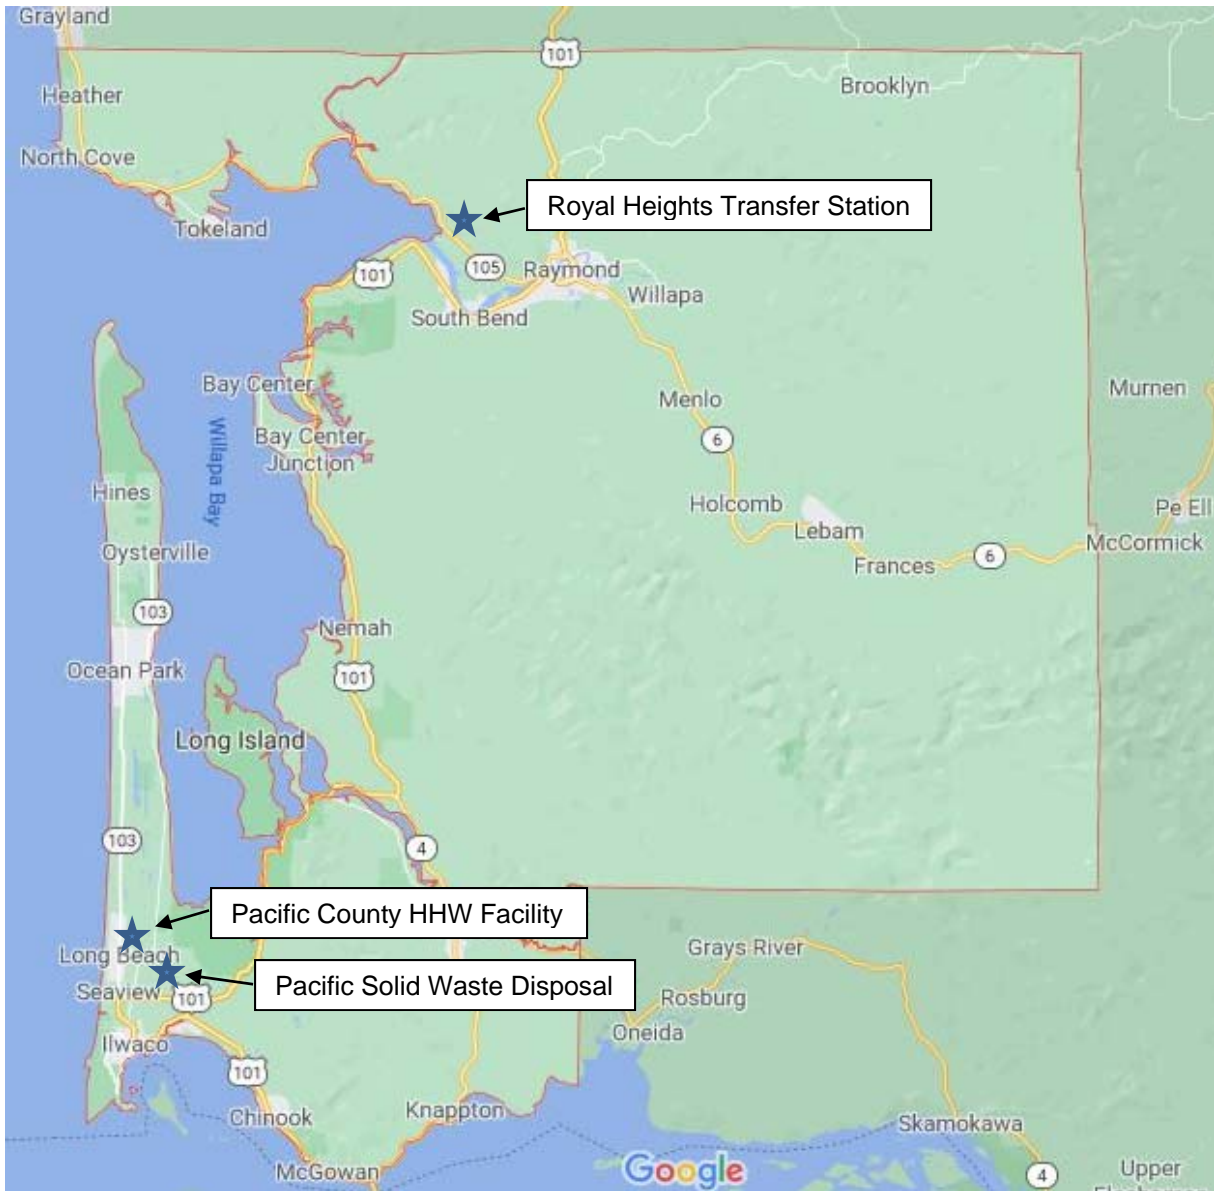 Grayland
101
Brooklyn
Heather
North Cove
Royal Heights Transfer Station
Tokeland
101
105
Raymond
Willapa
South Bend
Bay Center
Menlo
Murnen
Willapa Bay
Bay Center
Junction
6
Hines
Holcomb
Pe Ell
Lebam
Oysterville
McCormick
Frances
6
103
Nemah
Ocean Park
101
Long Island
103
4
Pacific County HHW Facility
Long Beach
Grays River
Pacific Solid Waste Disposal
Seaview
101
Rosburg
Oneida
Ilwaco
101
Chinook
Knappton
Skamokawa
McGowan
Google
4
Upper